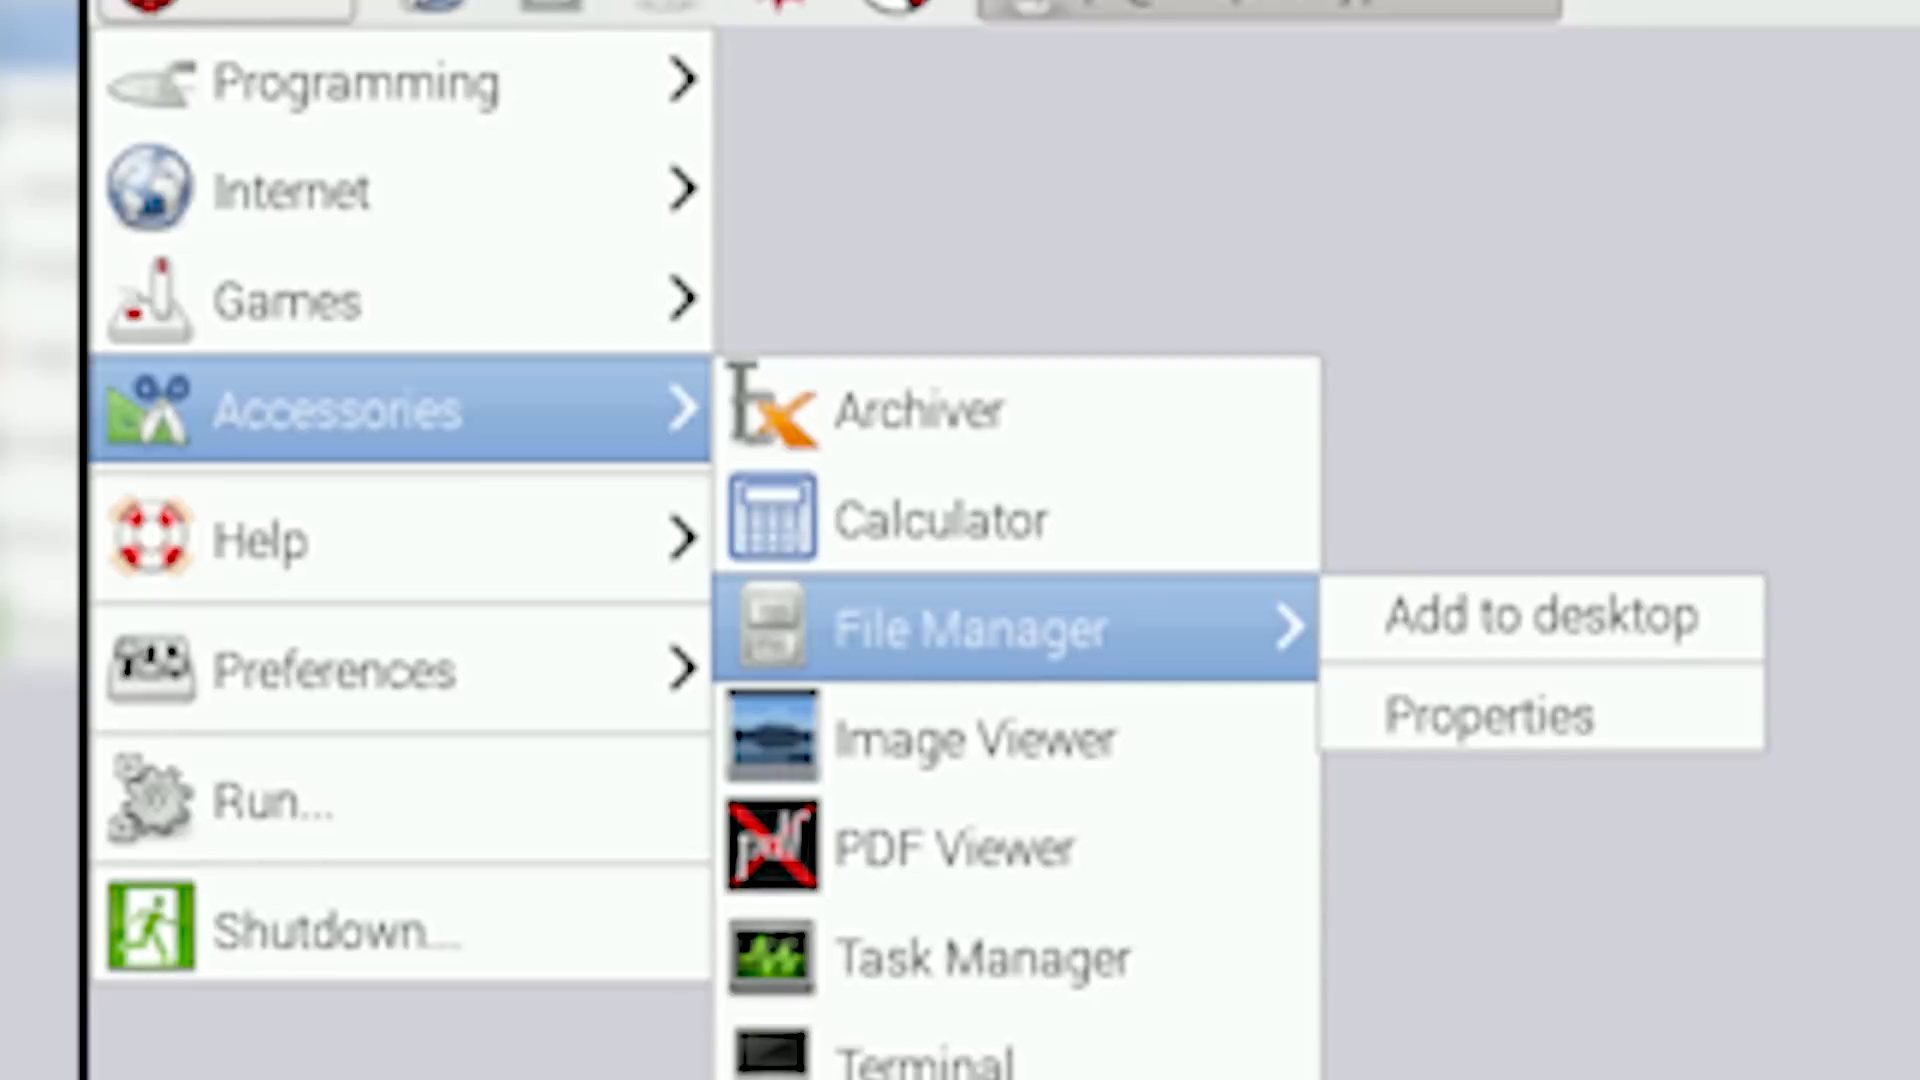 Programming
Internet
Games
Accessories
Help
Preferences
Run...
Shutdown...
Archiver
Calculator
File Manager
Image Viewer
PDF Viewer
Task Manager
Terminal
Add to desktop
Properties